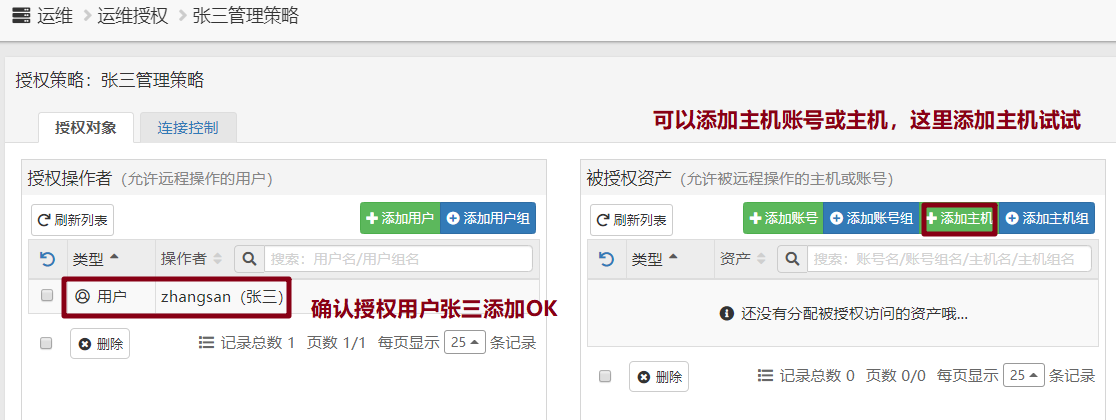 运维 运维授权 张三管理策略
授权策略：张三管理策略
授权对象 连接控制
可以添加主机账号或主机，这里添加主机试试
授权操作者（允许远程操作的用户）
刷新列表 添加用户 添加用户组
类型 操作者 搜索：用户名/用户组名
用户 zhangsan（张三）
确认授权用户张三添加OK
删除 记录总数 1 页数 1/1 每页显示 25 条记录
被授权资产（允许被远程操作的主机或账号）
刷新列表 添加账号 添加账号组 添加主机 添加主机组
类型 资产 搜索：账号名/账号组名/主机名/主机组名
还没有分配被授权访问的资产哦...
删除 记录总数 0 页数 0/0 每页显示 25 条记录